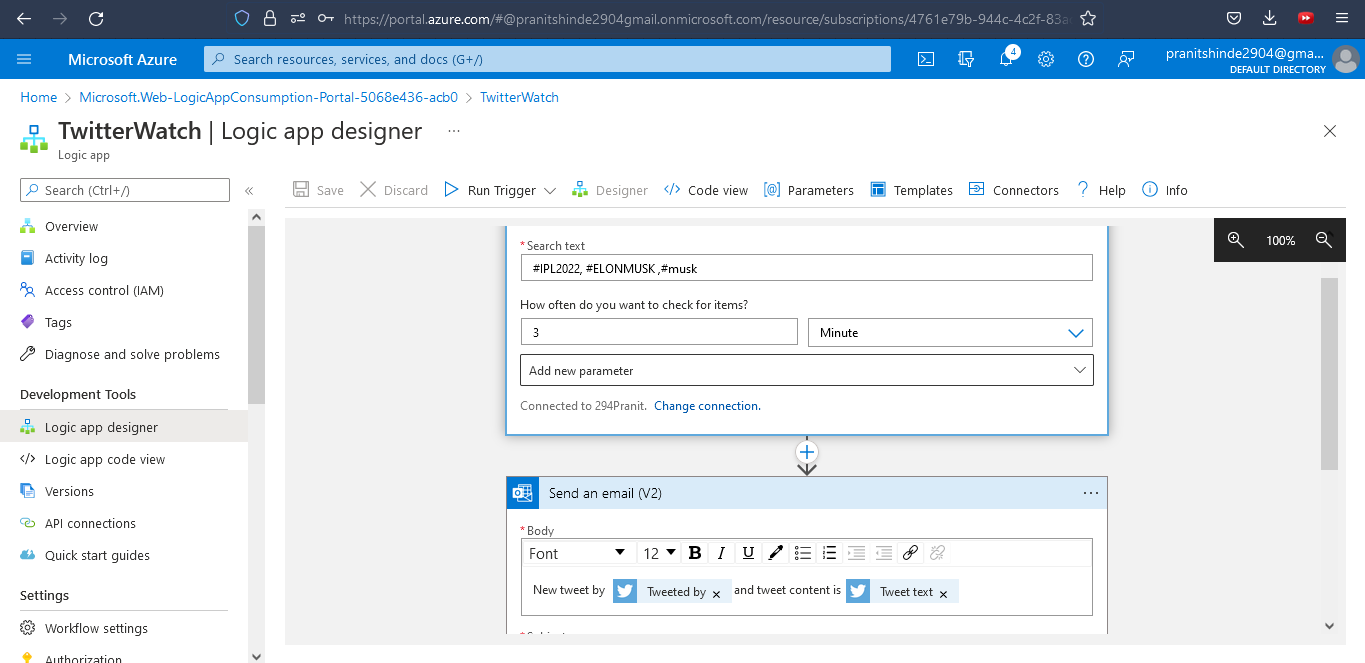 https://portal.azure.com/#@pranitshinde2904gmail.onmicrosoft.com/resource/subscriptions/4761e79b-944c-4c2f-83a
Microsoft Azure
Search resources, services, and docs (G+/)
4
pranitshinde2904@gma...
DEFAULT DIRECTORY
Home > Microsoft.Web-LogicAppConsumption-Portal-5068e436-acb0 > TwitterWatch
TwitterWatch | Logic app designer ...
Logic app
Search (Ctrl+/)
«
Save Discard Run Trigger Designer Code view Parameters Templates Connectors Help Info
Overview
Activity log
Access control (IAM)
Tags
Diagnose and solve problems
Development Tools
Logic app designer
Logic app code view
Versions
API connections
Quick start guides
Settings
Workflow settings
Authorization
100%
*Search text
#IPL2022, #ELONMUSK ,#musk
How often do you want to check for items?
3 Minute
Add new parameter
Connected to 294Pranit. Change connection.
Send an email (V2) ...
*Body
Font 12 B I U
New tweet by Tweeted by × and tweet content is Tweet text ×
*Subject